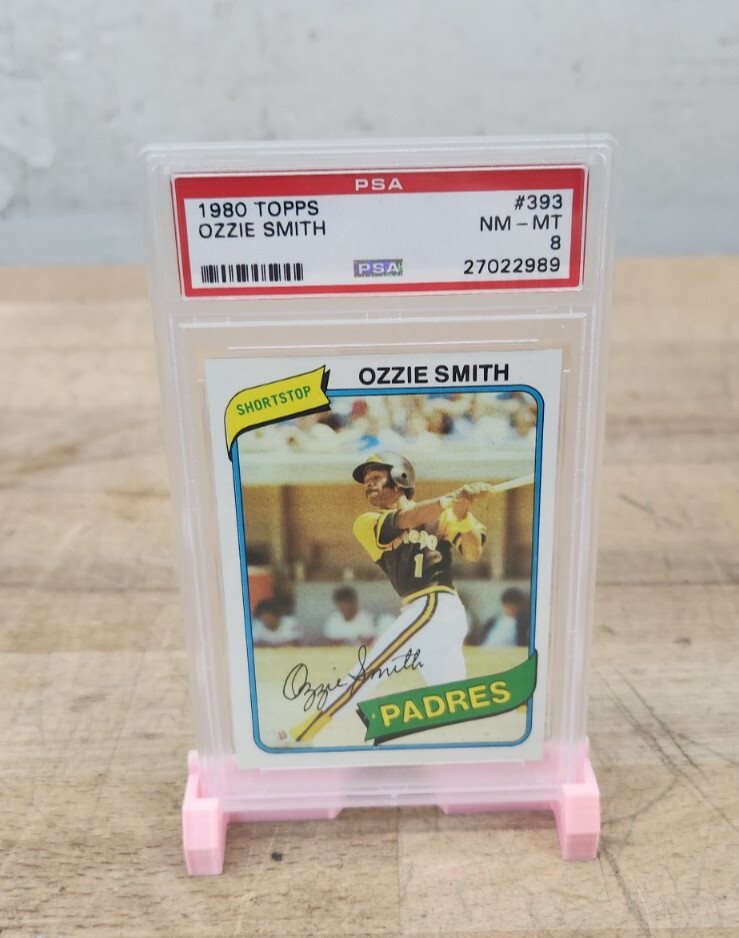 PSA
1980 TOPPS #393
OZZIE SMITH NM - MT
8
PSA 27022989
OZZIE SMITH
SHORTSTOP
Ozzie Smith
PADRES